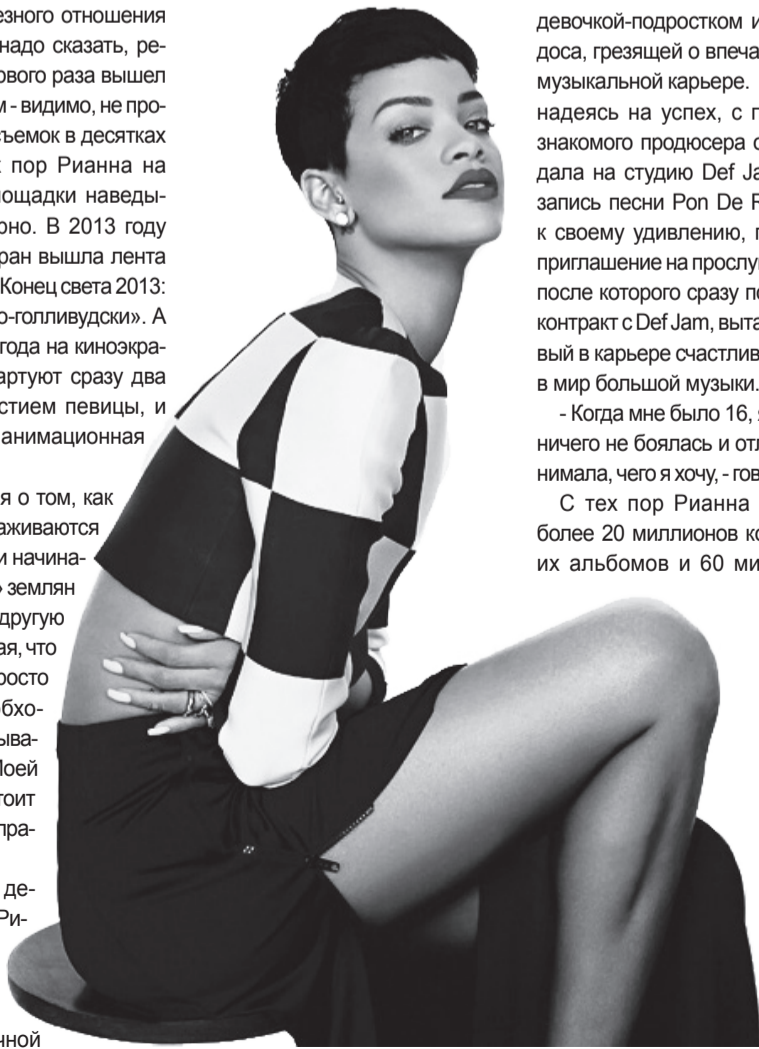 езного отношения
надо сказать, ре-
ового раза вышел
м - видимо, не про-
съемок в десятках
х пор Рианна на
лощадки наведы-
рно. В 2013 году
ран вышла лента
Конец света 2013:
о-голливудски». А
года на киноэкра-
артуют сразу два
стием певицы, и
анимационная
я о том, как
аживаются
и начина-
» землян
другую
ая, что
росто
бхо-
ыва-
Моей
тоит
пра-
де-
Ри-
чной
девочкой-подростком и
доса, грезящей о впеча
музыкальной карьере.
надеясь на успех, с п
знакомого продюсера о
дала на студию Def Ja
запись песни Pon De R
к своему удивлению, п
приглашение на прослу
после которого сразу по
контракт с Def Jam, выта
вый в карьере счастлив
в мир большой музыки.
- Когда мне было 16, я
ничего не боялась и отл
нимала, чего я хочу, - гов
С тех пор Рианна
более 20 миллионов ко
их альбомов и 60 ми